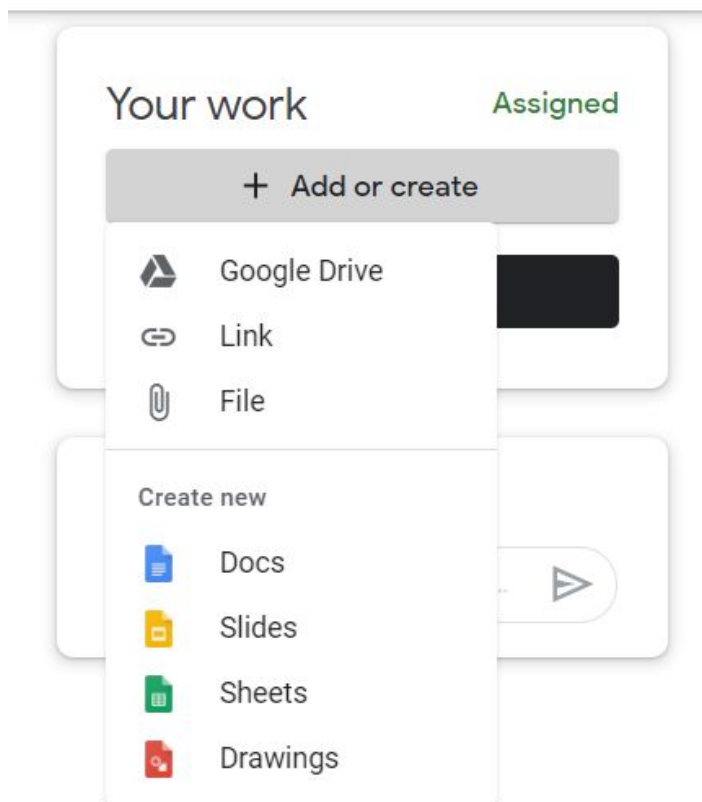 Your work
Assigned
+ Add or create
Google Drive
Link
File
Create new
Docs
Slides
Sheets
Drawings